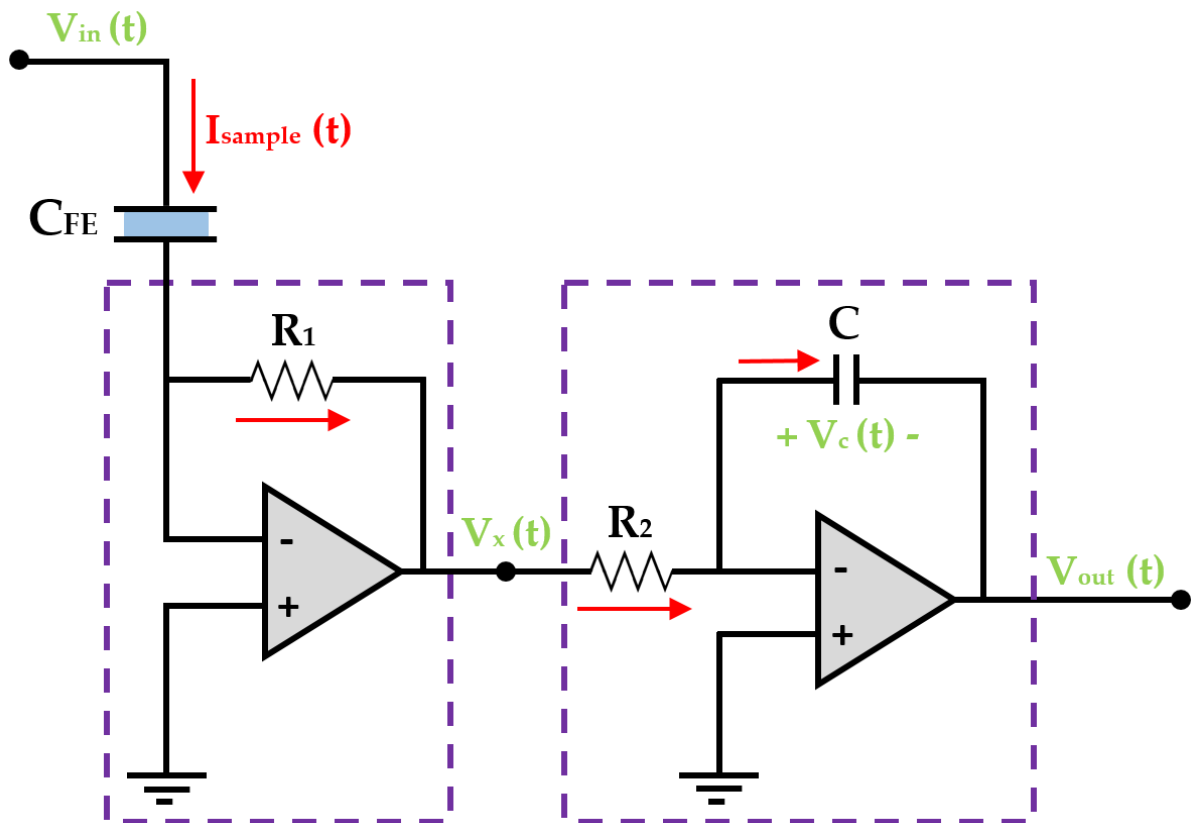 Vin (t)
Isample (t)
CFE
R1
C
+ Vc (t) -
Vx (t)
R2
-
+
-
+
Vout (t)